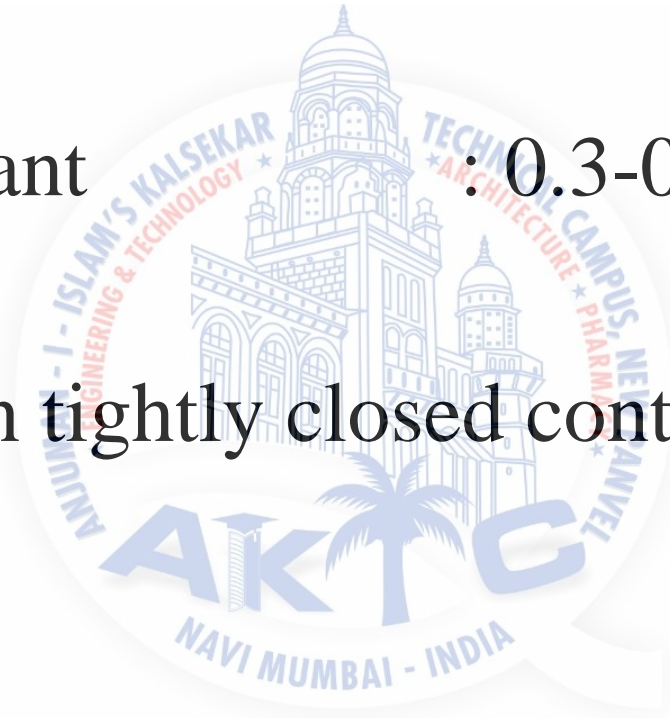 ant : 0.3-0
n tightly closed cont
ANJUMAN - I - ISLAM'S KALSEKAR TECHNICAL CAMPUS, NEW PANVEL
ENGINEERING & TECHNOLOGY ★ ★ ARCHITECTURE ★ PHARMACY ★
AKTC
NAVI MUMBAI - INDIA